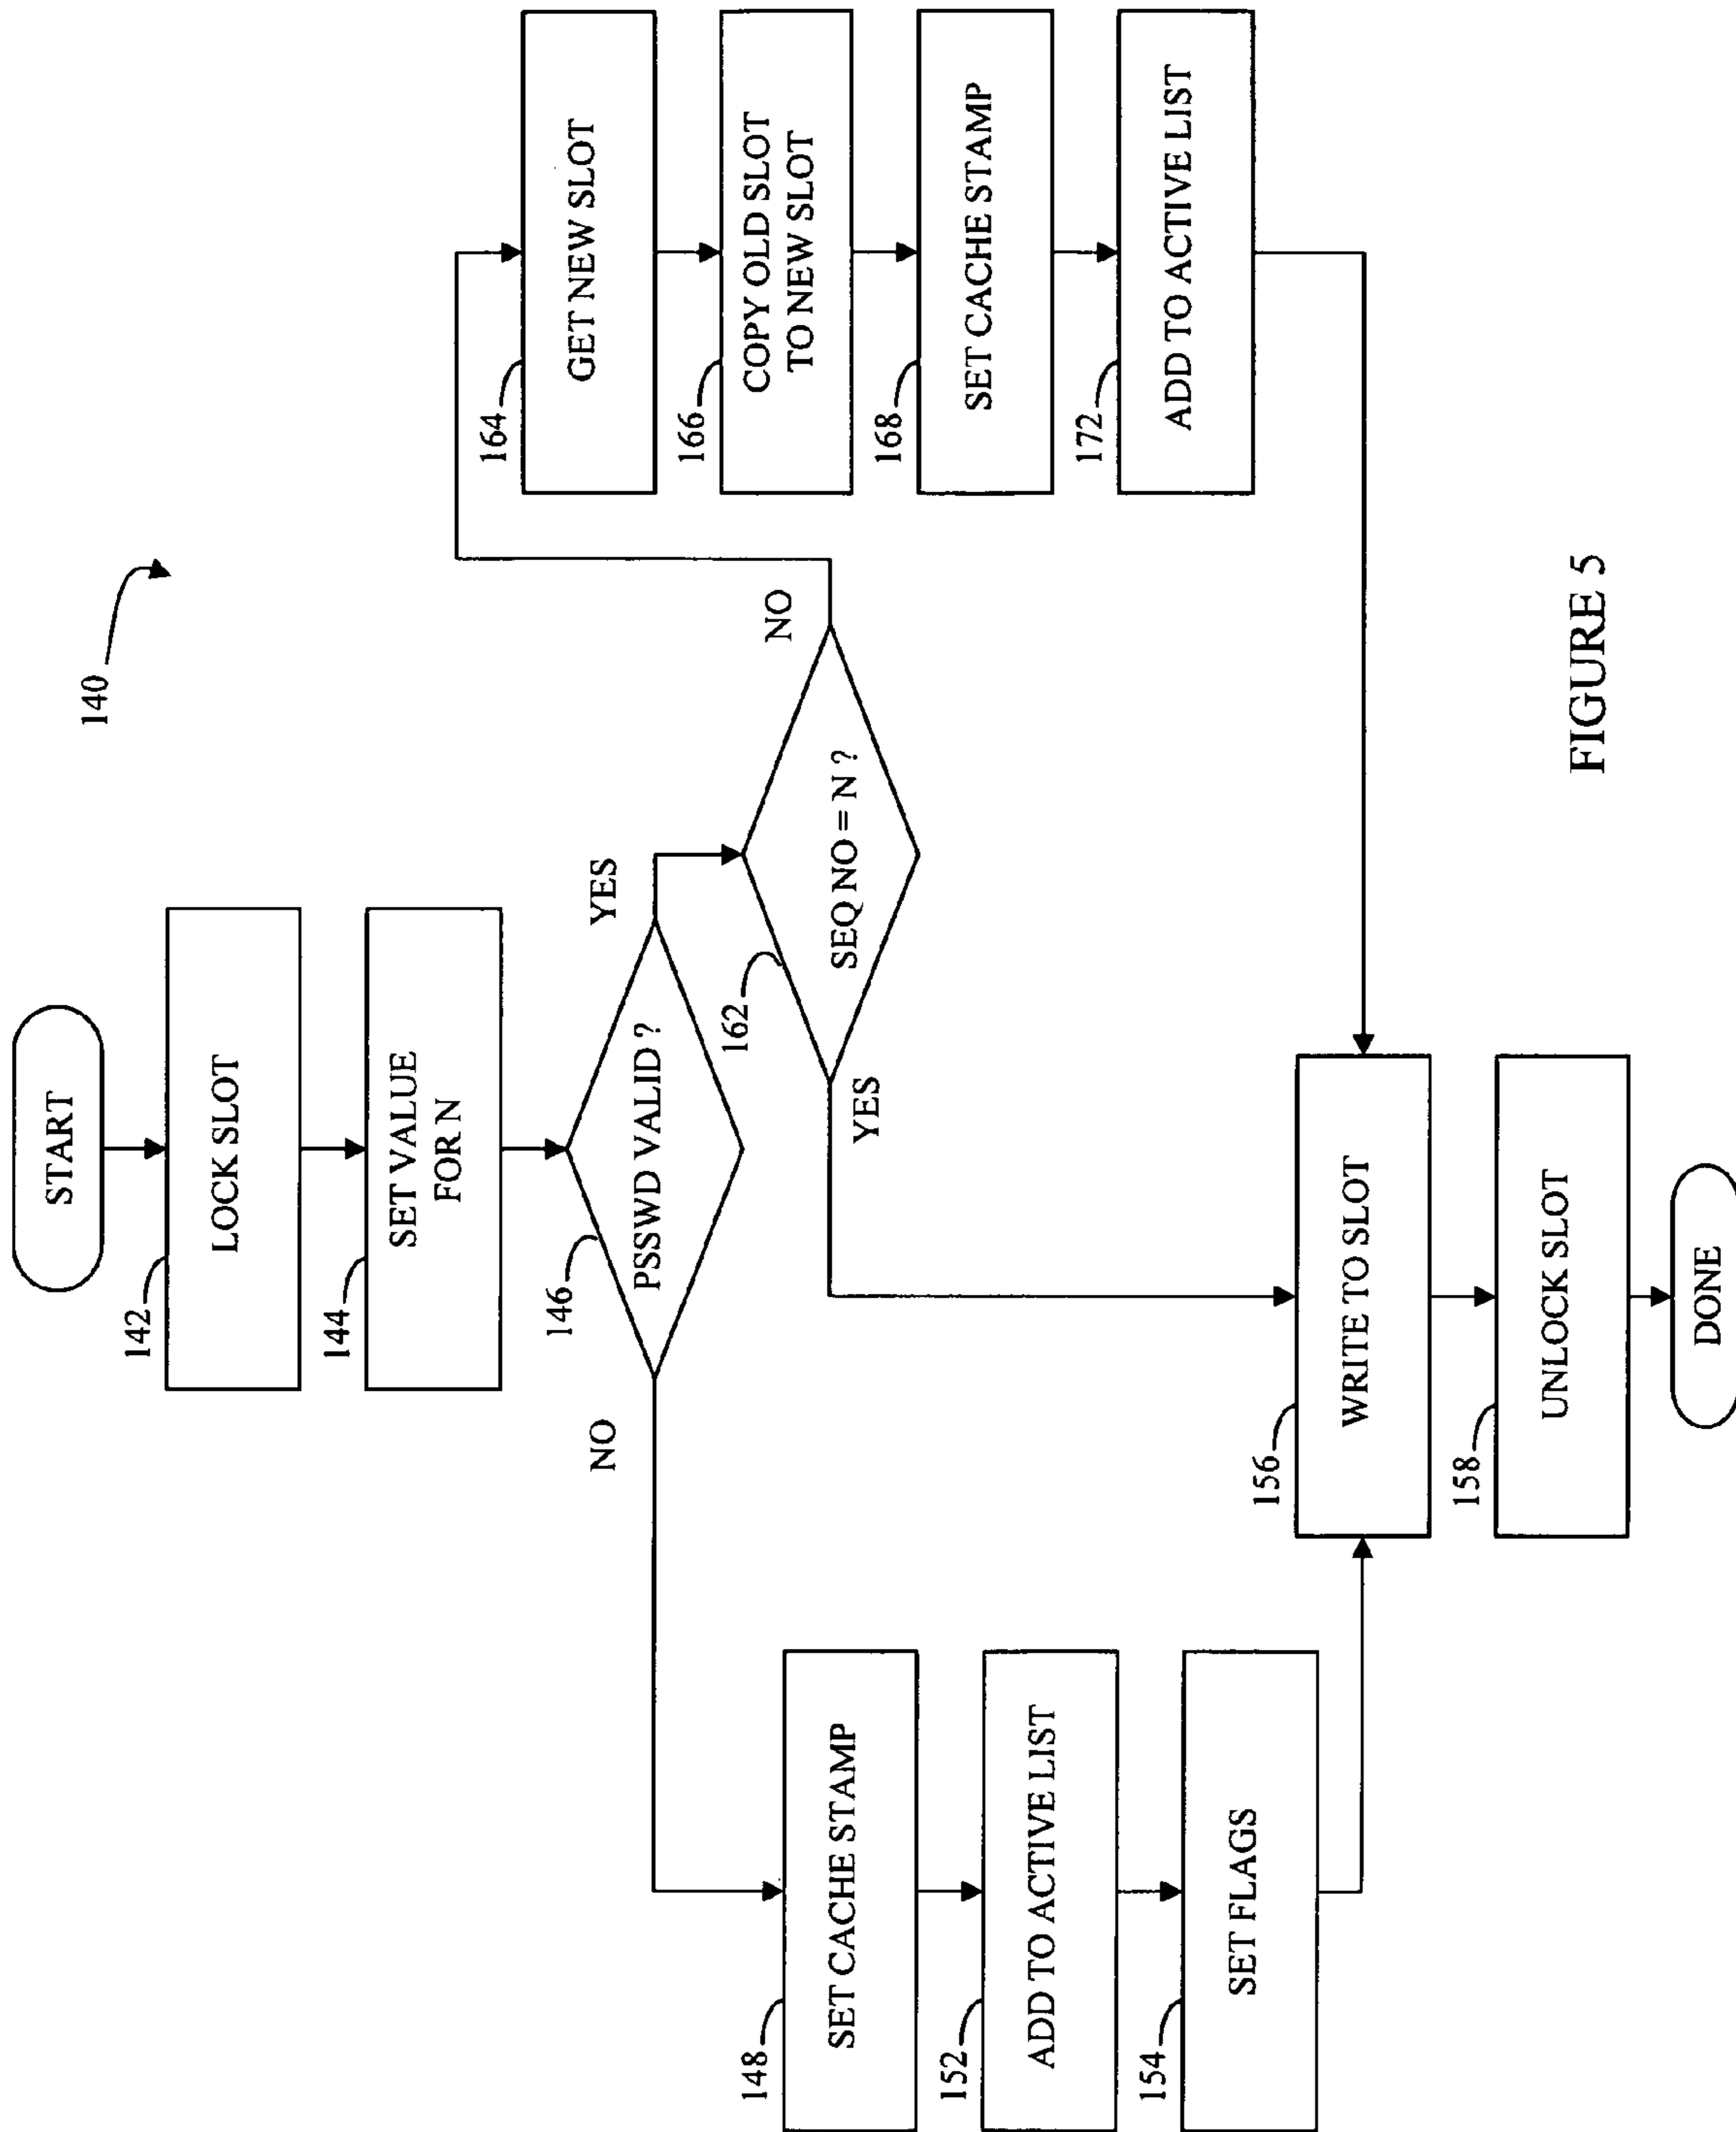 140
START
142
LOCK SLOT
144
SET VALUE
FOR N
146
PSSWD VALID ?
NO
YES
162
SEQ NO = N ?
YES
NO
148
SET CACHE STAMP
152
ADD TO ACTIVE LIST
154
SET FLAGS
164
GET NEW SLOT
166
COPY OLD SLOT
TO NEW SLOT
168
SET CACHE STAMP
172
ADD TO ACTIVE LIST
156
WRITE TO SLOT
158
UNLOCK SLOT
DONE
FIGURE 5